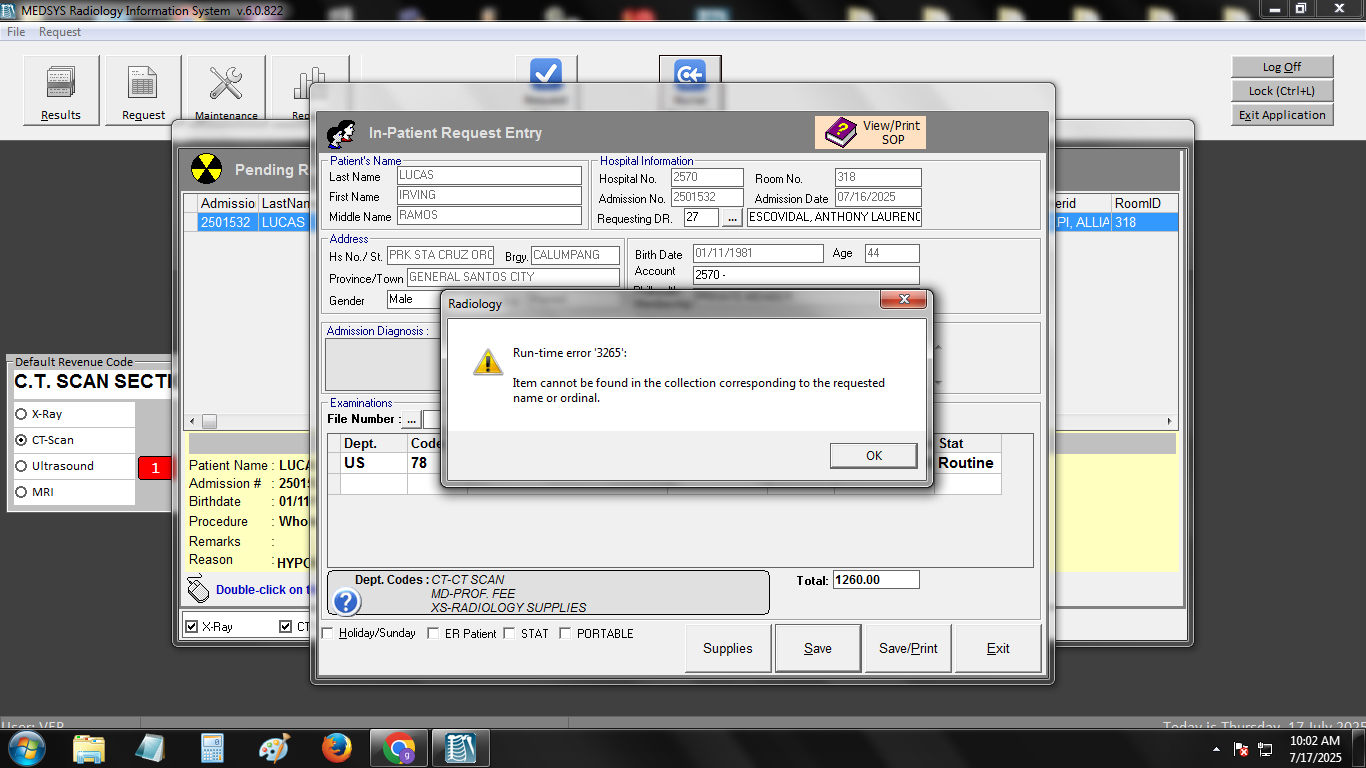 MEDSYS Radiology Information System v.6.0.822
File Request
Results
Request
Maintenance
Log Off
Lock (Ctrl+L)
Exit Application
In-Patient Request Entry
View/Print SOP
Patient's Name
Last Name LUCAS
First Name IRVING
Middle Name RAMOS
Hospital Information
Hospital No. 2570 Room No. 318
Admission No. 2501532 Admission Date 07/16/2025
Requesting DR. 27 ... ESCOVIDAL, ANTHONY LAURENC
Address
Hs No./ St. PRK STA CRUZ ORC Brgy. CALUMPANG
Province/Town GENERAL SANTOS CITY
Gender Male
Birth Date 01/11/1981 Age 44
Account 2570 -
Admission Diagnosis :
Examinations
File Number : ...
Dept. Code Stat
US 78 Routine
Dept. Codes : CT-CT SCAN
MD-PROF. FEE
XS-RADIOLOGY SUPPLIES
Total: 1260.00
Holiday/Sunday ER Patient STAT PORTABLE
Supplies Save Save/Print Exit
Radiology
Run-time error '3265':
Item cannot be found in the collection corresponding to the requested
name or ordinal.
OK
Pending R
Admissio LastNam erid RoomID
2501532 LUCAS PI, ALLIA 318
Default Revenue Code
C.T. SCAN SECTI
X-Ray
CT-Scan
Ultrasound
MRI
1
Patient Name : LUCA
Admission # : 2501
Birthdate : 01/11
Procedure : Who
Remarks :
Reason : HYPO
Double-click on t
X-Ray CT
User: VER
Today is Thursday, 17 July 2025
10:02 AM
7/17/2025